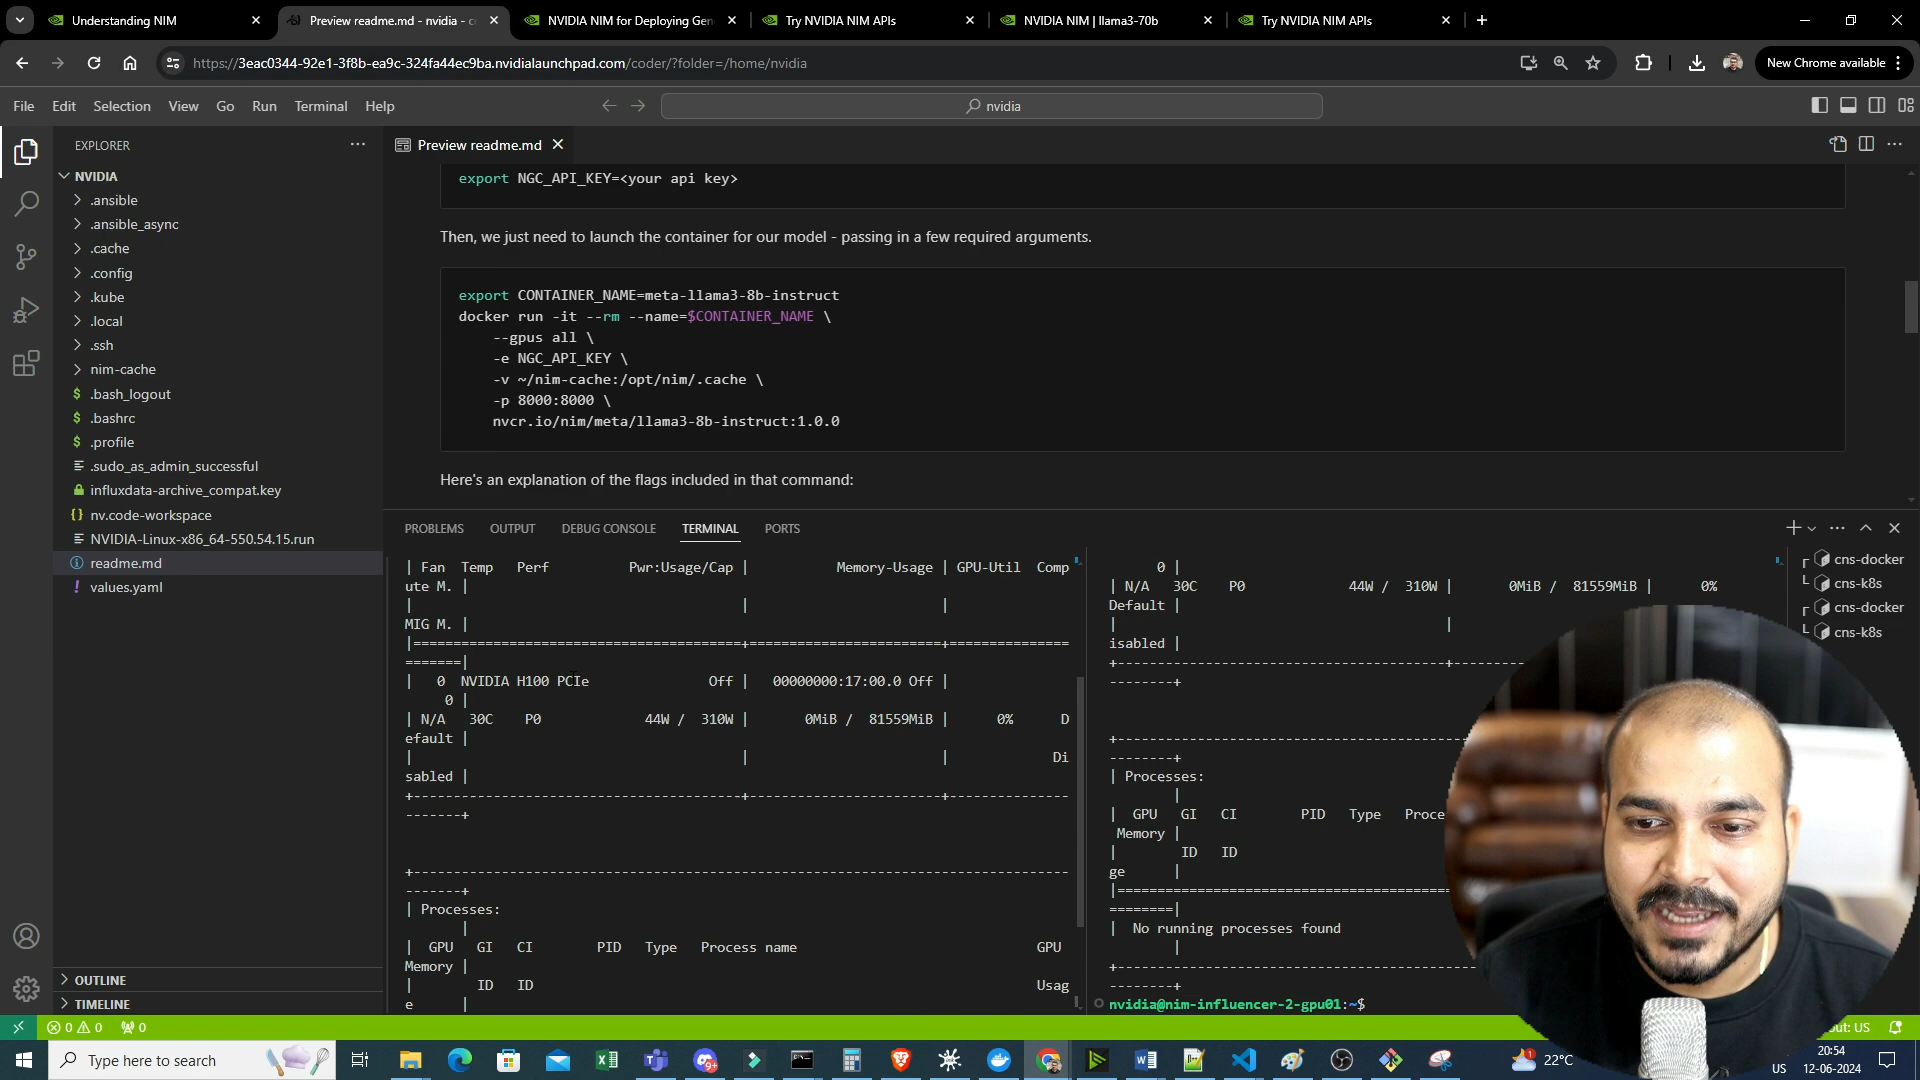 Understanding NIM
Preview readme.md - nvidia - c
NVIDIA NIM for Deploying Gen
Try NVIDIA NIM APIs
NVIDIA NIM | llama3-70b
Try NVIDIA NIM APIs
https://3eac0344-92e1-3f8b-ea9c-324fa44ec9ba.nvidialaunchpad.com/coder/?folder=/home/nvidia
New Chrome available
File Edit Selection View Go Run Terminal Help
nvidia
EXPLORER
NVIDIA
.ansible
.ansible_async
.cache
.config
.kube
.local
.ssh
nim-cache
$ .bash_logout
$ .bashrc
$ .profile
.sudo_as_admin_successful
influxdata-archive_compat.key
{} nv.code-workspace
NVIDIA-Linux-x86_64-550.54.15.run
readme.md
! values.yaml
OUTLINE
TIMELINE
Preview readme.md
export NGC_API_KEY=<your api key>
Then, we just need to launch the container for our model - passing in a few required arguments.
export CONTAINER_NAME=meta-llama3-8b-instruct
docker run -it --rm --name=$CONTAINER_NAME \
--gpus all \
-e NGC_API_KEY \
-v ~/nim-cache:/opt/nim/.cache \
-p 8000:8000 \
nvcr.io/nim/meta/llama3-8b-instruct:1.0.0
Here's an explanation of the flags included in that command:
PROBLEMS OUTPUT DEBUG CONSOLE TERMINAL PORTS
| Fan Temp Perf Pwr:Usage/Cap | Memory-Usage | GPU-Util Comp
ute M. |
| | |
MIG M. |
|=========================================+========================+===============
=======|
| 0 NVIDIA H100 PCIe Off | 00000000:17:00.0 Off |
0 |
| N/A 30C P0 44W / 310W | 0MiB / 81559MiB | 0% D
efault |
| | | Di
sabled |
+-----------------------------------------+------------------------+---------------
-------+
+----------------------------------------------------------------------------------
-------+
| Processes:
|
| GPU GI CI PID Type Process name GPU
Memory |
| ID ID Usag
e |
0 |
| N/A 30C P0 44W / 310W | 0MiB / 81559MiB | 0%
Default |
| |
isabled |
+-----------------------------------------+---------
--------+
+-----------------------------------------
--------+
| Processes:
|
| GPU GI CI PID Type Proce
Memory |
| ID ID
ge |
|=========================================
========|
| No running processes found
|
+---------------------------------------------
--------+
nvidia@nim-influencer-2-gpu01:~$
cns-docker
cns-k8s
cns-docker
cns-k8s
0 0 0
out: US
Type here to search
22°C
US
20:54
12-06-2024